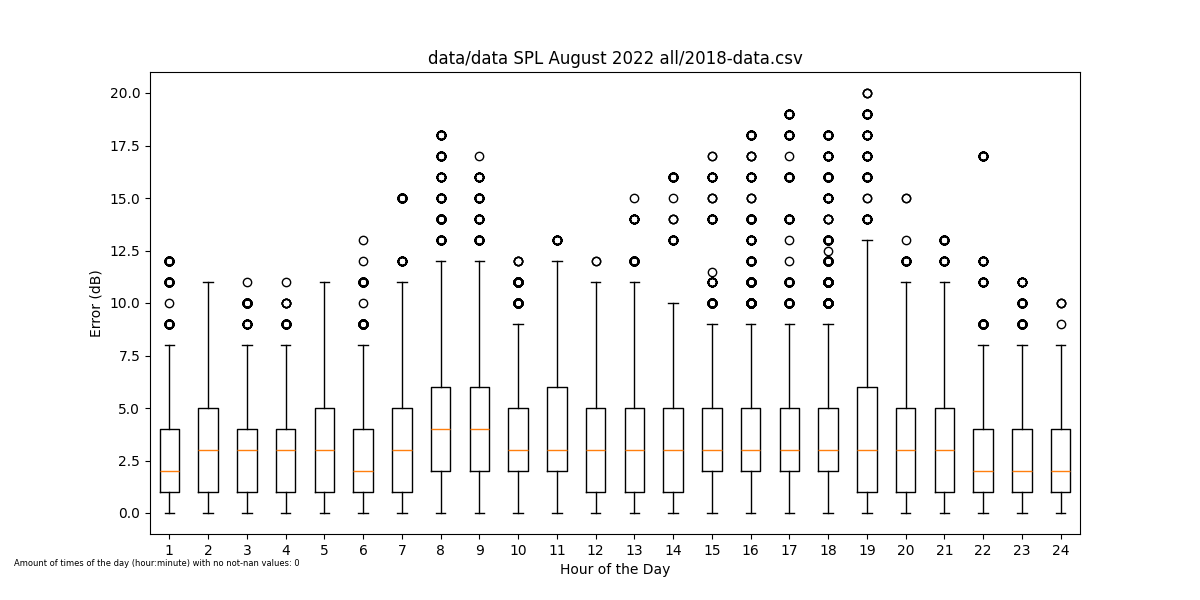 data/data SPL August 2022 all/2018-data.csv
20.0
17.5
15.0
12.5
10.0
7.5
5.0
2.5
0.0
Error (dB)
1 2 3 4 5 6 7 8 9 10 11 12 13 14 15 16 17 18 19 20 21 22 23 24
Hour of the Day
Amount of times of the day (hour:minute) with no not-nan values: 0